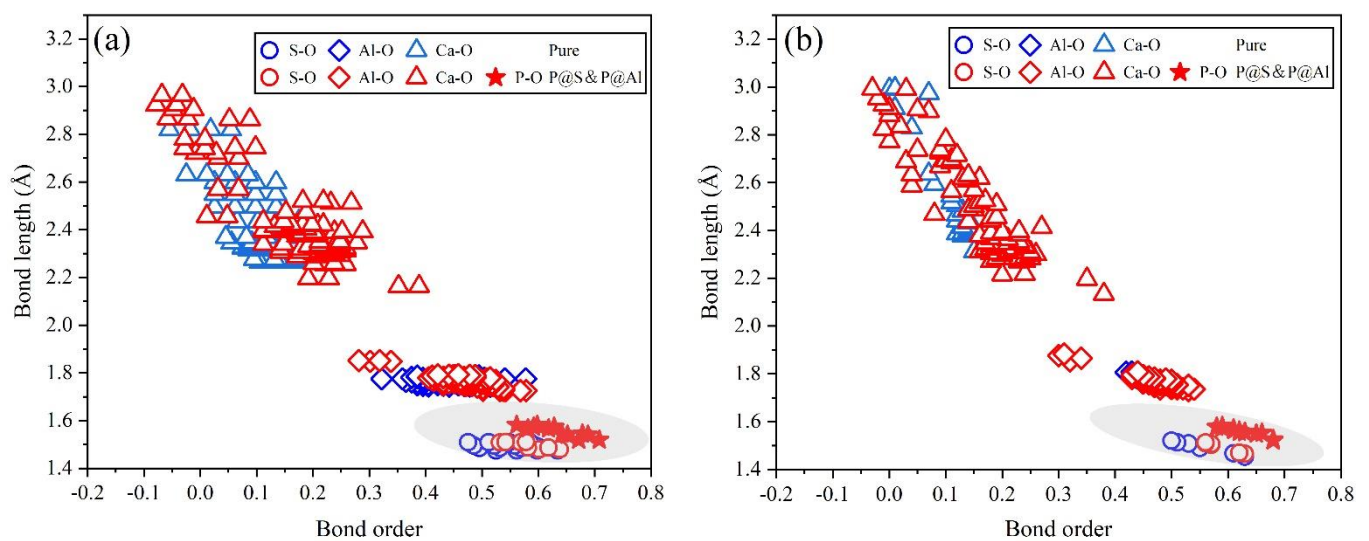 (a)
S-O Al-O Ca-O Pure
S-O Al-O Ca-O P-O P@S&P@Al
Bond length (Å)
3.2
3.0
2.8
2.6
2.4
2.2
2.0
1.8
1.6
1.4
-0.2 -0.1 0.0 0.1 0.2 0.3 0.4 0.5 0.6 0.7 0.8
Bond order
(b)
S-O Al-O Ca-O Pure
S-O Al-O Ca-O P-O P@S&P@Al
Bond length (Å)
3.2
3.0
2.8
2.6
2.4
2.2
2.0
1.8
1.6
1.4
-0.2 -0.1 0.0 0.1 0.2 0.3 0.4 0.5 0.6 0.7 0.8
Bond order